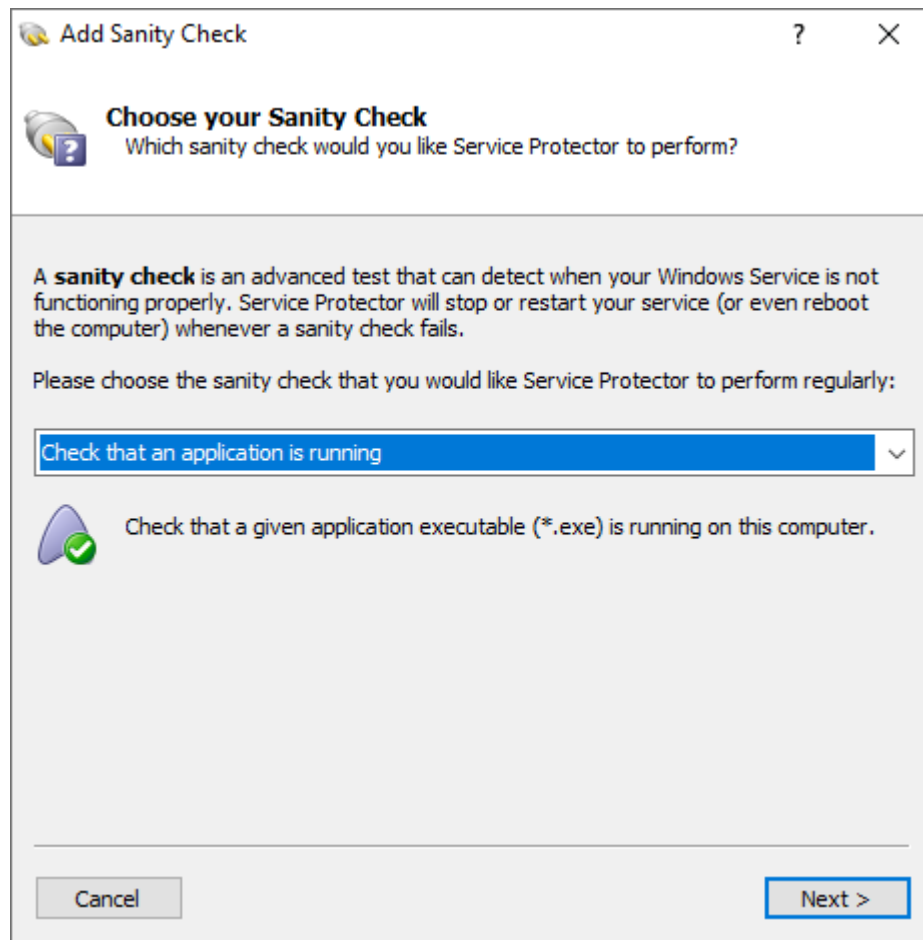 Add Sanity Check
?
Choose your Sanity Check
Which sanity check would you like Service Protector to perform?
A sanity check is an advanced test that can detect when your Windows Service is not
functioning properly. Service Protector will stop or restart your service (or even reboot
the computer) whenever a sanity check fails.
Please choose the sanity check that you would like Service Protector to perform regularly:
Check that an application is running
Check that a given application executable (*.exe) is running on this computer.
Cancel
Next >